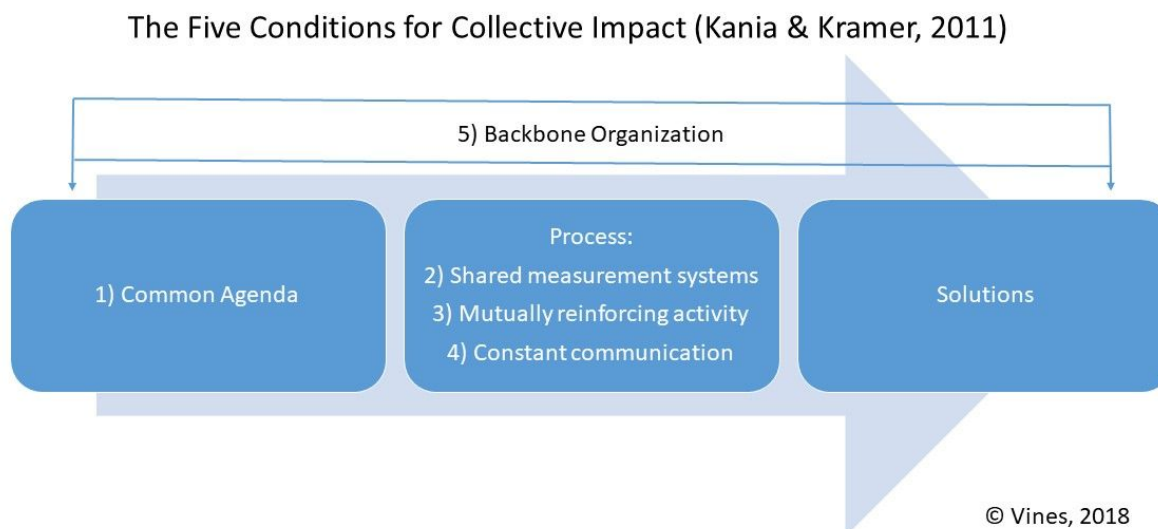 The Five Conditions for Collective Impact (Kania & Kramer, 2011)
5) Backbone Organization
1) Common Agenda
Process:
2) Shared measurement systems
3) Mutually reinforcing activity
4) Constant communication
Solutions
© Vines, 2018